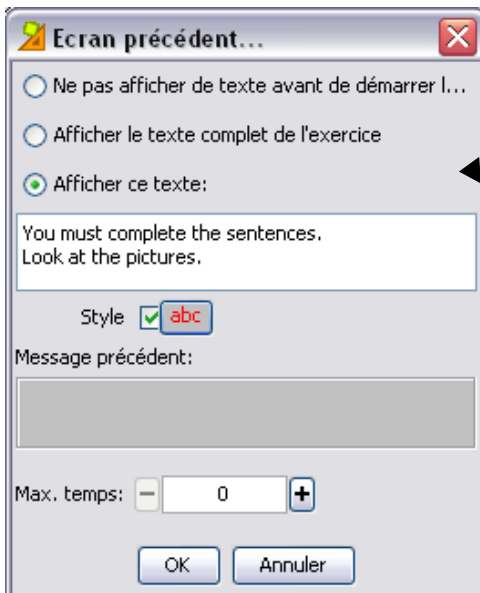 Ecran précédent...
Ne pas afficher de texte avant de démarrer l...
Afficher le texte complet de l'exercice
Afficher ce texte:
You must complete the sentences.
Look at the pictures.
Style abc
Message précédent:
Max. temps: - 0 +
OK Annuler